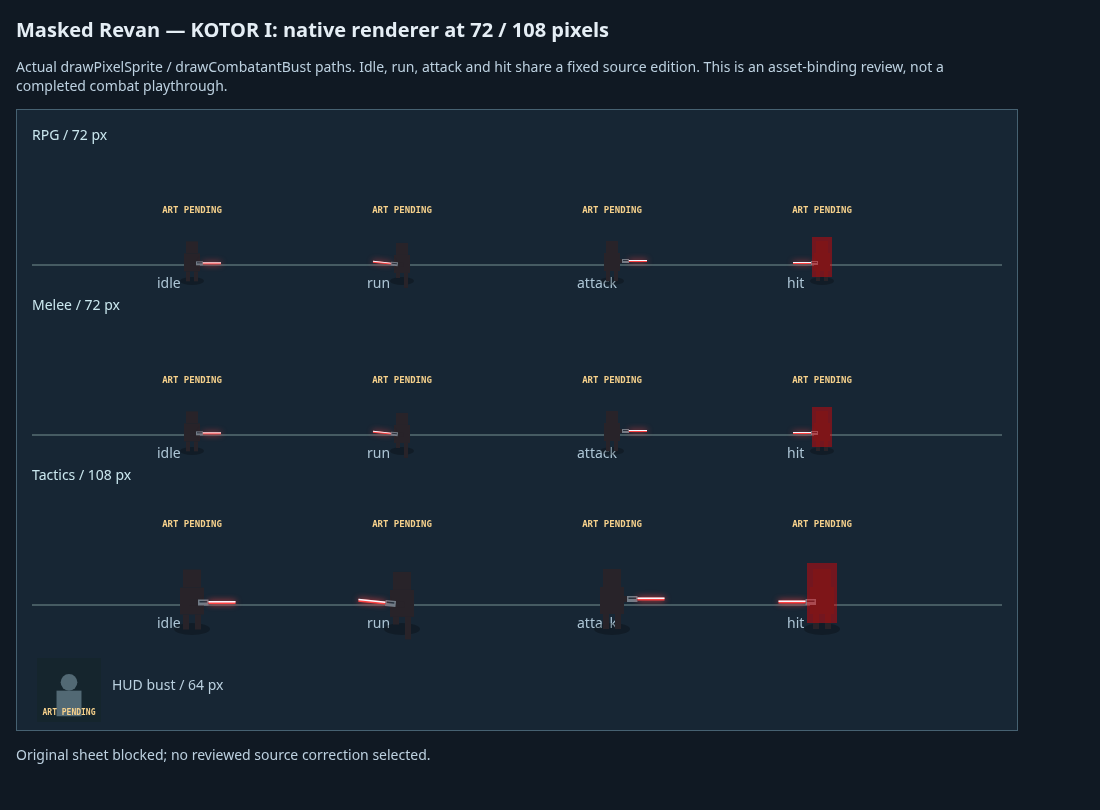 Masked Revan — KOTOR I: native renderer at 72 / 108 pixels
Actual drawPixelSprite / drawCombatantBust paths. Idle, run, attack and hit share a fixed source edition. This is an asset-binding review, not a
completed combat playthrough.
RPG / 72 px
ART PENDING ART PENDING ART PENDING ART PENDING
idle run attack hit
Melee / 72 px
ART PENDING ART PENDING ART PENDING ART PENDING
idle run attack hit
Tactics / 108 px
ART PENDING ART PENDING ART PENDING ART PENDING
idle run attack hit
HUD bust / 64 px
ART PENDING
Original sheet blocked; no reviewed source correction selected.